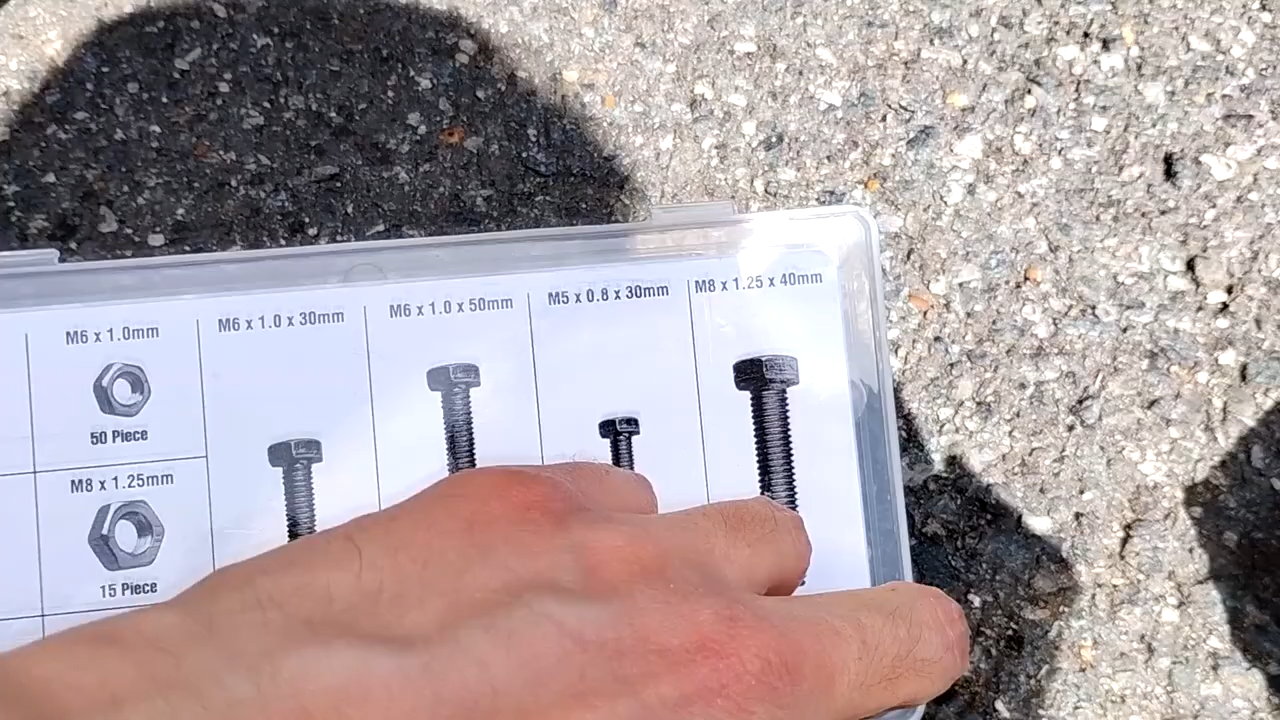 M6 x 1.0mm
50 Piece
M8 x 1.25mm
15 Piece
M6 x 1.0 x 30mm
M6 x 1.0 x 50mm
M5 x 0.8 x 30mm
M8 x 1.25 x 40mm